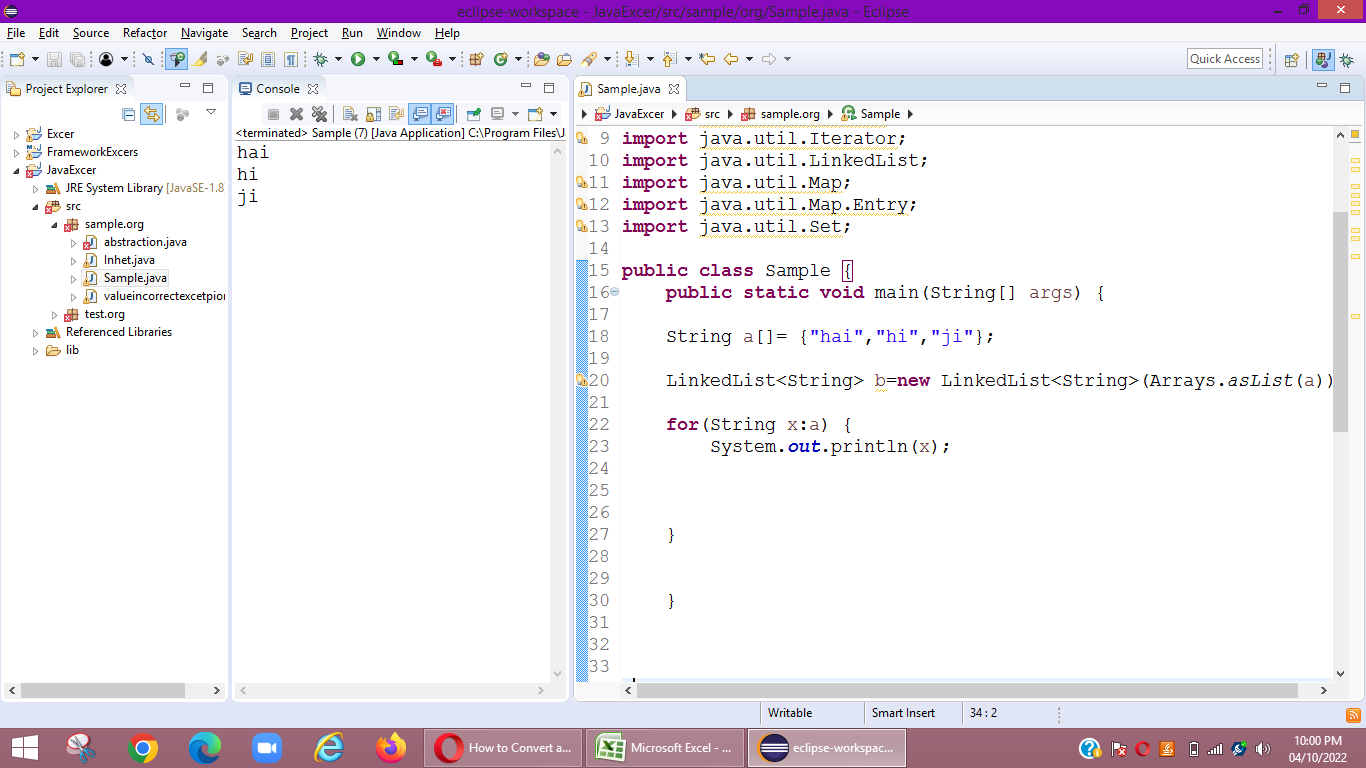 eclipse-workspace - JavaExcer/src/sample/org/Sample.java - Eclipse
File Edit Source Refactor Navigate Search Project Run Window Help
Quick Access
Project Explorer
Excer
FrameworkExcers
JavaExcer
JRE System Library [JavaSE-1.8
src
sample.org
abstraction.java
Inhet.java
Sample.java
valueincorrectexcetpion
test.org
Referenced Libraries
lib
Console
<terminated> Sample (7) [Java Application] C:\Program Files\J
hai
hi
ji
Sample.java
JavaExcer src sample.org Sample
9 import java.util.Iterator;
10 import java.util.LinkedList;
11 import java.util.Map;
12 import java.util.Map.Entry;
13 import java.util.Set;
14
15 public class Sample {
16 public static void main(String[] args) {
17
18 String a[]= {"hai","hi","ji"};
19
20 LinkedList<String> b=new LinkedList<String>(Arrays.asList(a))
21
22 for(String x:a) {
23 System.out.println(x);
24
25
26
27 }
28
29
30 }
31
32
33
Writable Smart Insert 34 : 2
How to Convert a... Microsoft Excel - ... eclipse-workspac... 10:00 PM
04/10/2022